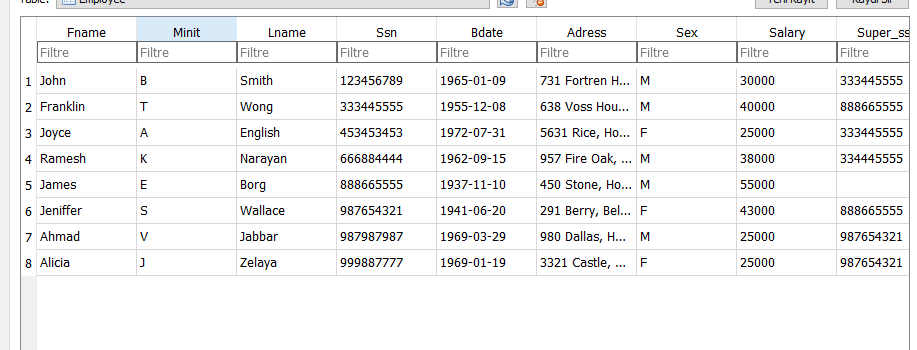 Table: Employee Yeni Kayıt Kaydı Sil
Fname Minit Lname Ssn Bdate Adress Sex Salary Super_ss
Filtre Filtre Filtre Filtre Filtre Filtre Filtre Filtre Filtre
1 John B Smith 123456789 1965-01-09 731 Fortren H... M 30000 333445555
2 Franklin T Wong 333445555 1955-12-08 638 Voss Hou... M 40000 888665555
3 Joyce A English 453453453 1972-07-31 5631 Rice, Ho... F 25000 333445555
4 Ramesh K Narayan 666884444 1962-09-15 957 Fire Oak, ... M 38000 334445555
5 James E Borg 888665555 1937-11-10 450 Stone, Ho... M 55000
6 Jeniffer S Wallace 987654321 1941-06-20 291 Berry, Bel... F 43000 888665555
7 Ahmad V Jabbar 987987987 1969-03-29 980 Dallas, H... M 25000 987654321
8 Alicia J Zelaya 999887777 1969-01-19 3321 Castle, ... F 25000 987654321